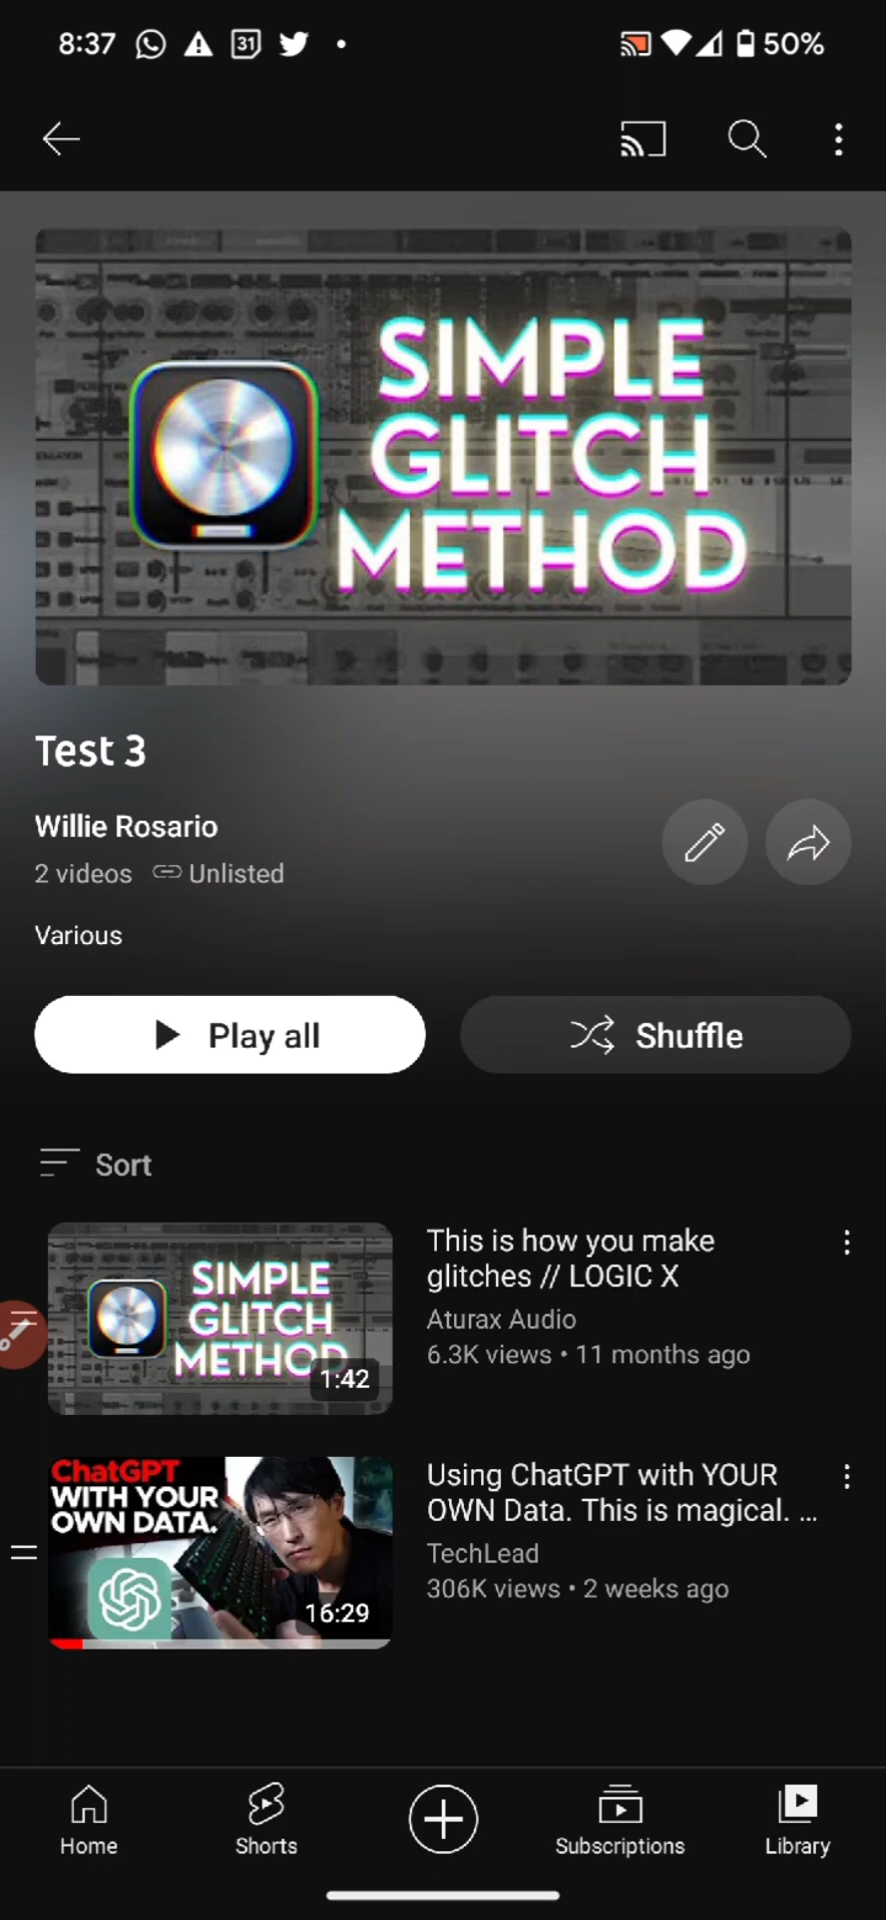 8:37
31
50%
SIMPLE
GLITCH
METHOD
Test 3
Willie Rosario
2 videos Unlisted
Various
Play all
Shuffle
Sort
SIMPLE
GLITCH
METHOD
1:42
This is how you make
glitches // LOGIC X
Aturax Audio
6.3K views • 11 months ago
ChatGPT
WITH YOUR
OWN DATA.
16:29
Using ChatGPT with YOUR
OWN Data. This is magical. ...
TechLead
306K views • 2 weeks ago
Home
Shorts
Subscriptions
Library